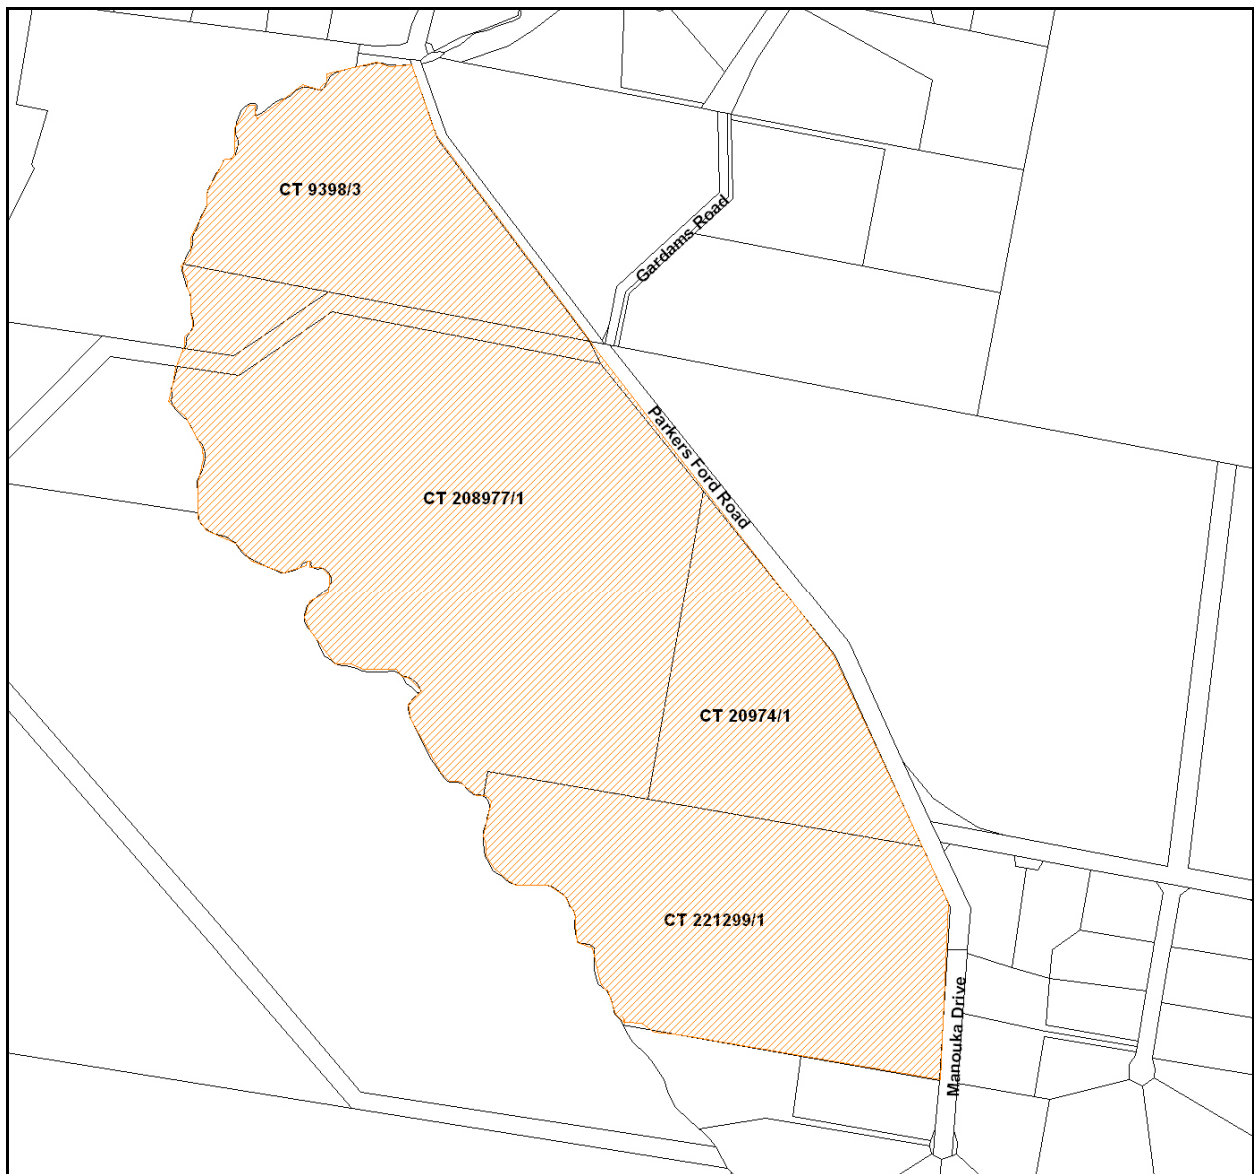 CT 9398/3
Gardams Road
Parkers Ford Road
CT 208977/1
CT 20974/1
CT 221299/1
Manouka Drive